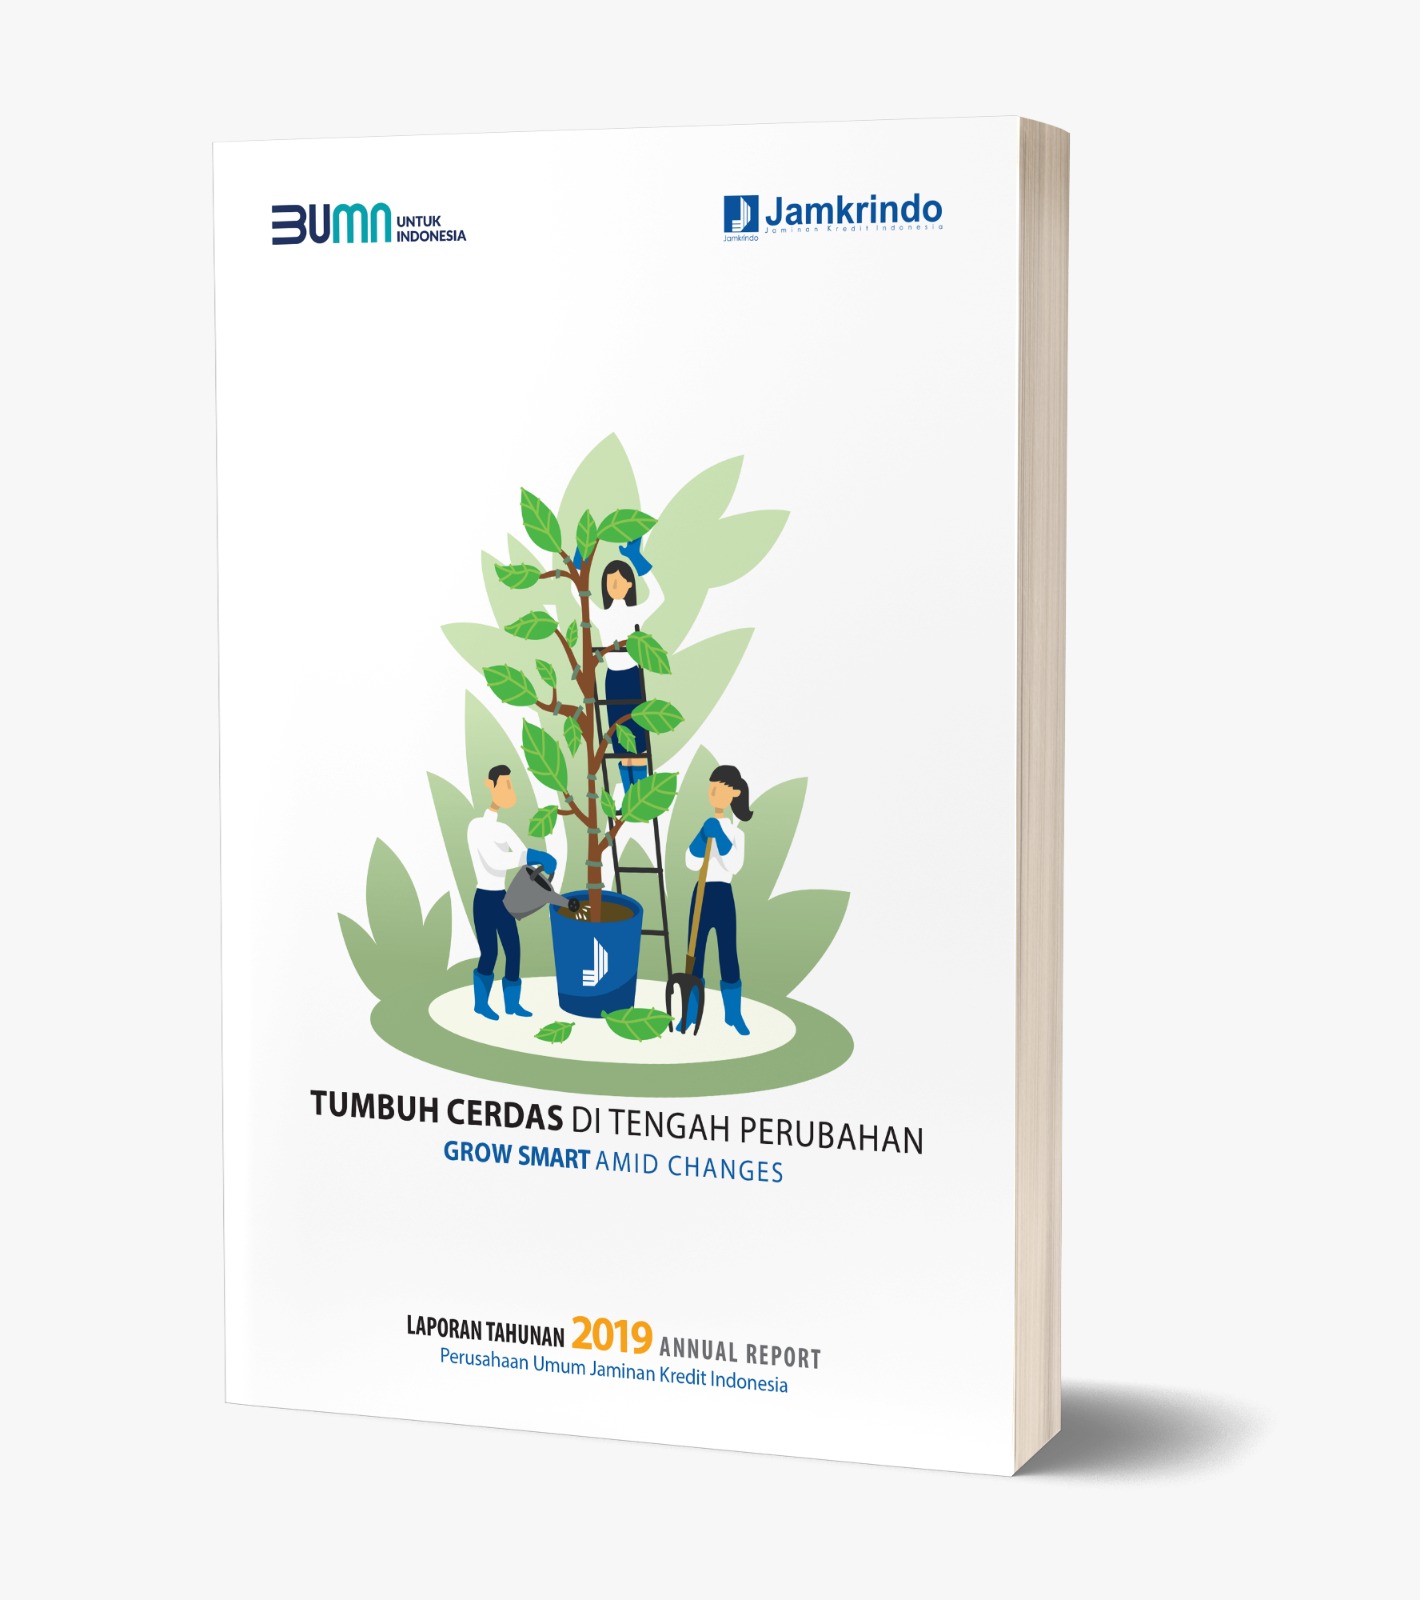 BUMN UNTUK
INDONESIA
Jamkrindo
Jaminan Kredit Indonesia
Jamkrindo
TUMBUH CERDAS DI TENGAH PERUBAHAN
GROW SMART AMID CHANGES
LAPORAN TAHUNAN 2019 ANNUAL REPORT
Perusahaan Umum Jaminan Kredit Indonesia